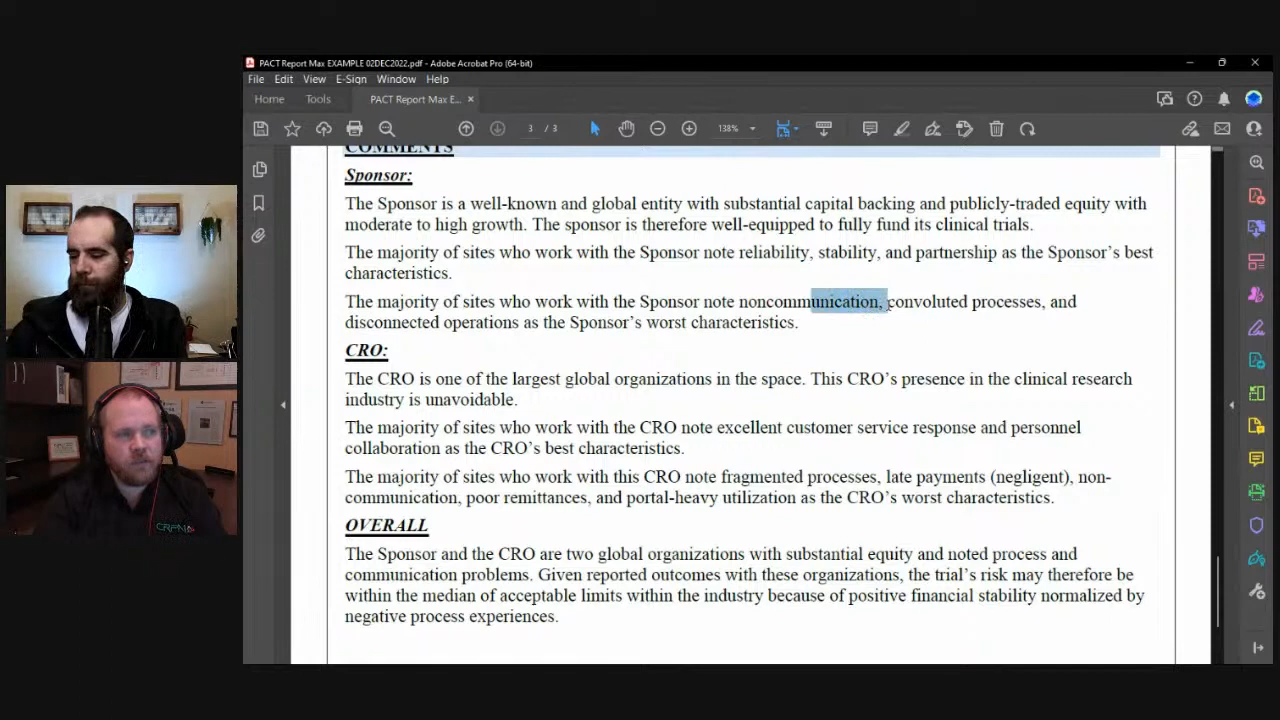 PACT Report Max EXAMPLE 02DEC2022.pdf - Adobe Acrobat Pro (64-bit)
File Edit View E-Sign Window Help
Home Tools PACT Report Max E... ×
3 / 3 138%
COMMENTS
Sponsor:
The Sponsor is a well-known and global entity with substantial capital backing and publicly-traded equity with
moderate to high growth. The sponsor is therefore well-equipped to fully fund its clinical trials.
The majority of sites who work with the Sponsor note reliability, stability, and partnership as the Sponsor’s best
characteristics.
The majority of sites who work with the Sponsor note noncommunication, convoluted processes, and
disconnected operations as the Sponsor’s worst characteristics.
CRO:
The CRO is one of the largest global organizations in the space. This CRO’s presence in the clinical research
industry is unavoidable.
The majority of sites who work with the CRO note excellent customer service response and personnel
collaboration as the CRO’s best characteristics.
The majority of sites who work with this CRO note fragmented processes, late payments (negligent), non-
communication, poor remittances, and portal-heavy utilization as the CRO’s worst characteristics.
OVERALL
The Sponsor and the CRO are two global organizations with substantial equity and noted process and
communication problems. Given reported outcomes with these organizations, the trial’s risk may therefore be
within the median of acceptable limits within the industry because of positive financial stability normalized by
negative process experiences.